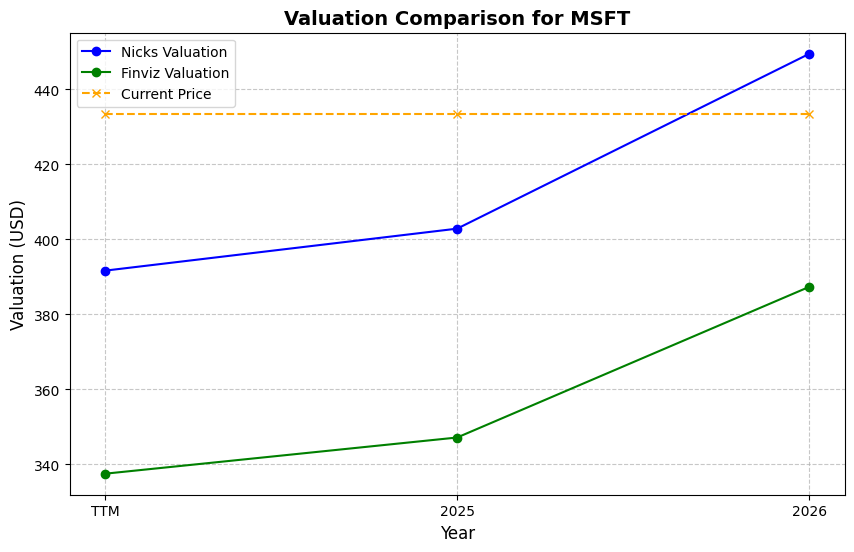 Valuation Comparison for MSFT
Nicks Valuation
Finviz Valuation
Current Price
440
420
400
380
360
340
Valuation (USD)
TTM
2025
2026
Year